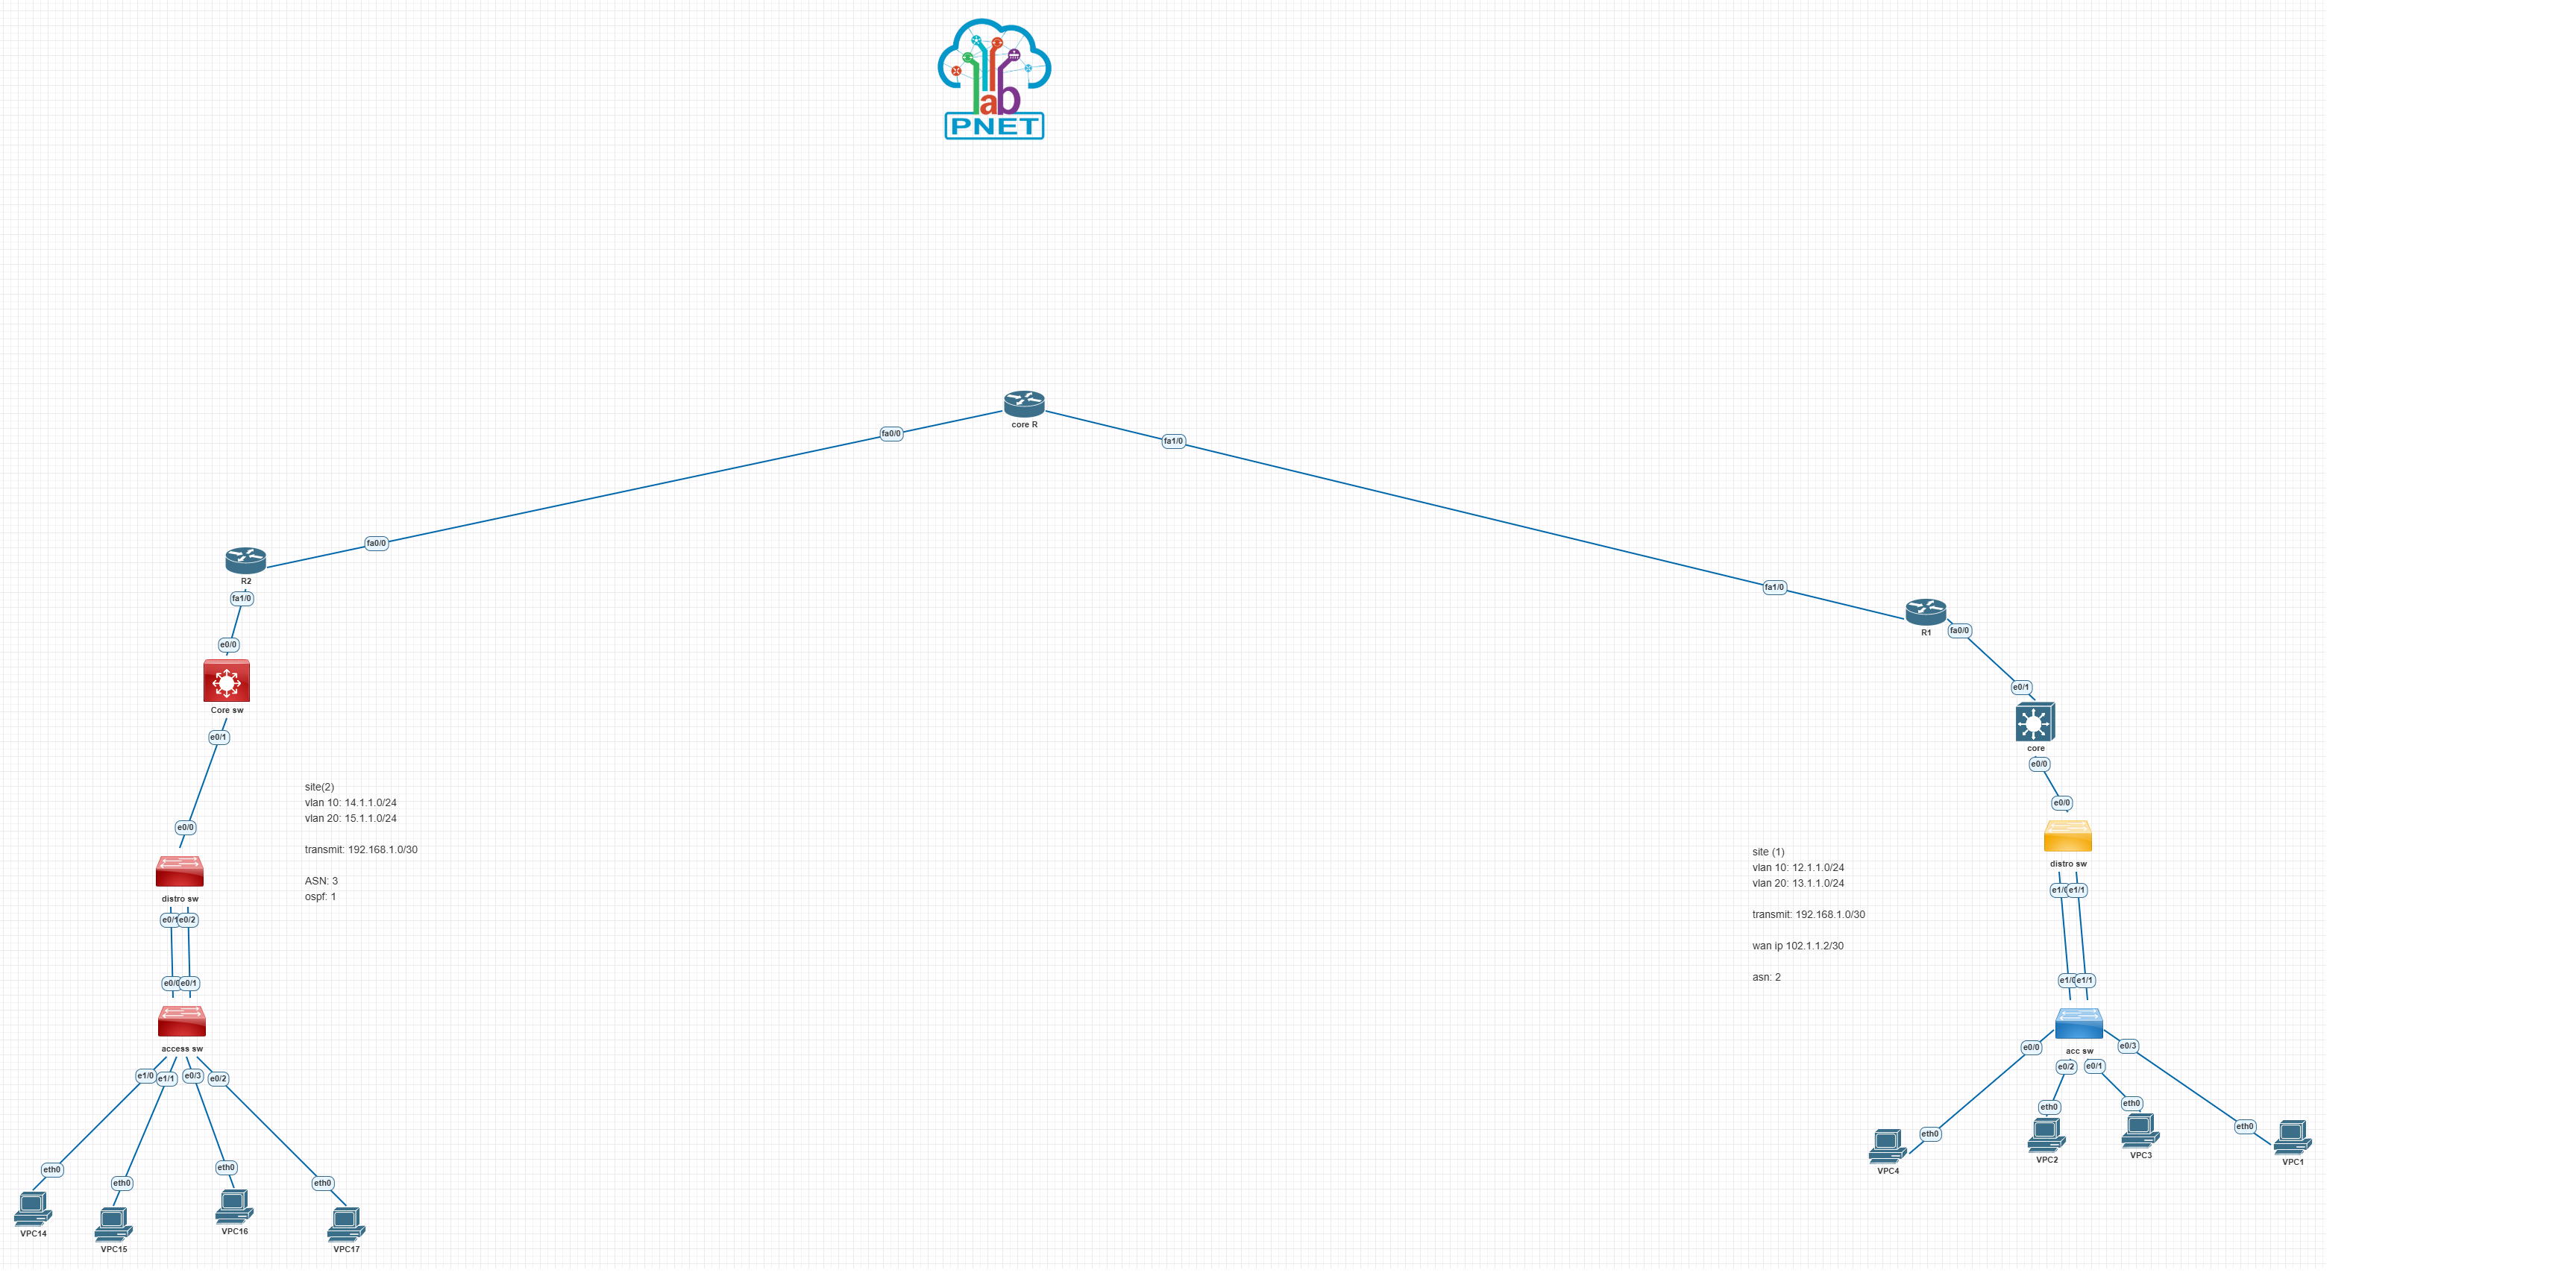 lab
PNET
core R
fa0/0
fa1/0
fa0/0
R2
fa1/0
e0/0
Core sw
e0/1
e0/0
distro sw
e0/1
e0/2
e0/0
e0/1
access sw
e1/0
e1/1
e0/3
e0/2
eth0
eth0
eth0
eth0
VPC14
VPC15
VPC16
VPC17
site(2)
vlan 10: 14.1.1.0/24
vlan 20: 15.1.1.0/24
transmit: 192.168.1.0/30
ASN: 3
ospf: 1
fa1/0
R1
fa0/0
e0/1
core
e0/0
e0/0
distro sw
e1/0
e1/1
e1/0
e1/1
acc sw
e0/0
e0/2
e0/1
e0/3
eth0
eth0
eth0
eth0
VPC4
VPC2
VPC3
VPC1
site (1)
vlan 10: 12.1.1.0/24
vlan 20: 13.1.1.0/24
transmit: 192.168.1.0/30
wan ip 102.1.1.2/30
asn: 2